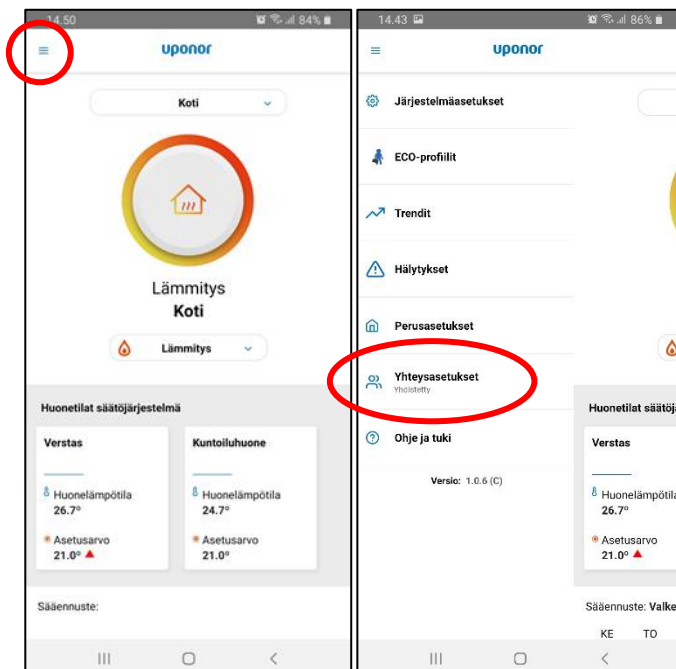 14.50
84%
uponor
Koti
Lämmitys
Koti
Lämmitys
Huonetilat säätöjärjestelmä
Verstas
Huonelämpötila
26.7°
Asetusarvo
21.0°
Kuntoiluhuone
Huonelämpötila
24.7°
Asetusarvo
21.0°
Sääennuste:
14.43
86%
uponor
Järjestelmäasetukset
ECO-profiilit
Trendit
Hälytykset
Perusasetukset
Yhteysasetukset
Yhdistetty
Ohje ja tuki
Versio: 1.0.6 (C)
Huonetilat säätöj
Verstas
Huonelämpötila
26.7°
Asetusarvo
21.0°
Sääennuste: Valke
KE TO